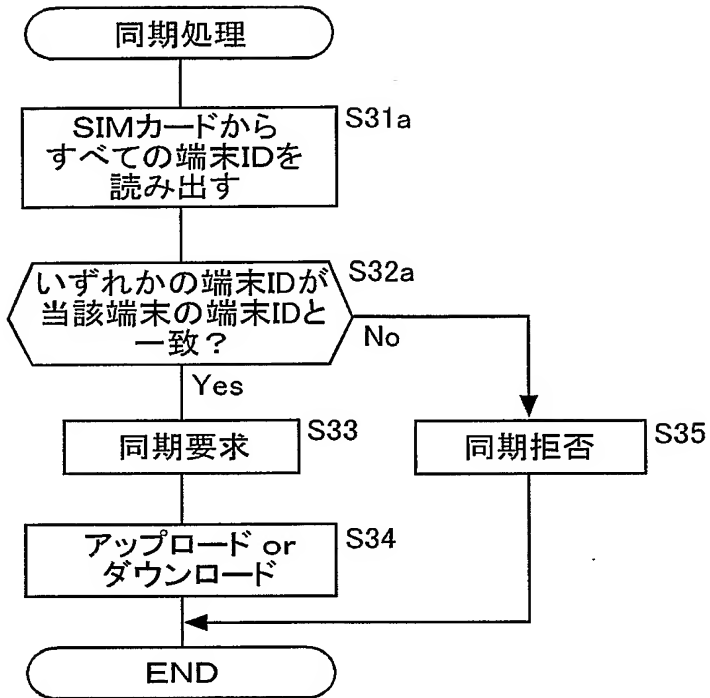 同期処理
SIMカードから
すべての端末IDを
読み出す
S31a
いずれかの端末IDが
当該端末の端末IDと
一致？
S32a
No
Yes
同期要求
S33
同期拒否
S35
アップロード or
ダウンロード
S34
END